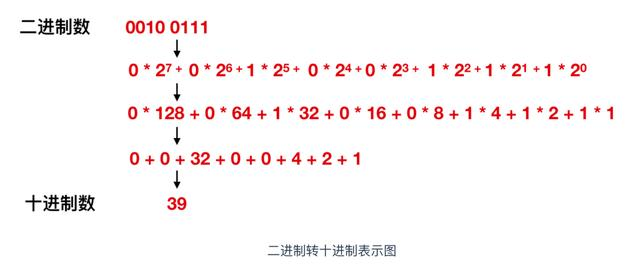 二进制数 0010 0111
0 * 2⁷ + 0 * 2⁶ + 1 * 2⁵ + 0 * 2⁴ + 0 * 2³ + 1 * 2² + 1 * 2¹ + 1 * 2⁰
0 * 128 + 0 * 64 + 1 * 32 + 0 * 16 + 0 * 8 + 1 * 4 + 1 * 2 + 1 * 1
0 + 0 + 32 + 0 + 0 + 4 + 2 + 1
十进制数 39
二进制转十进制表示图